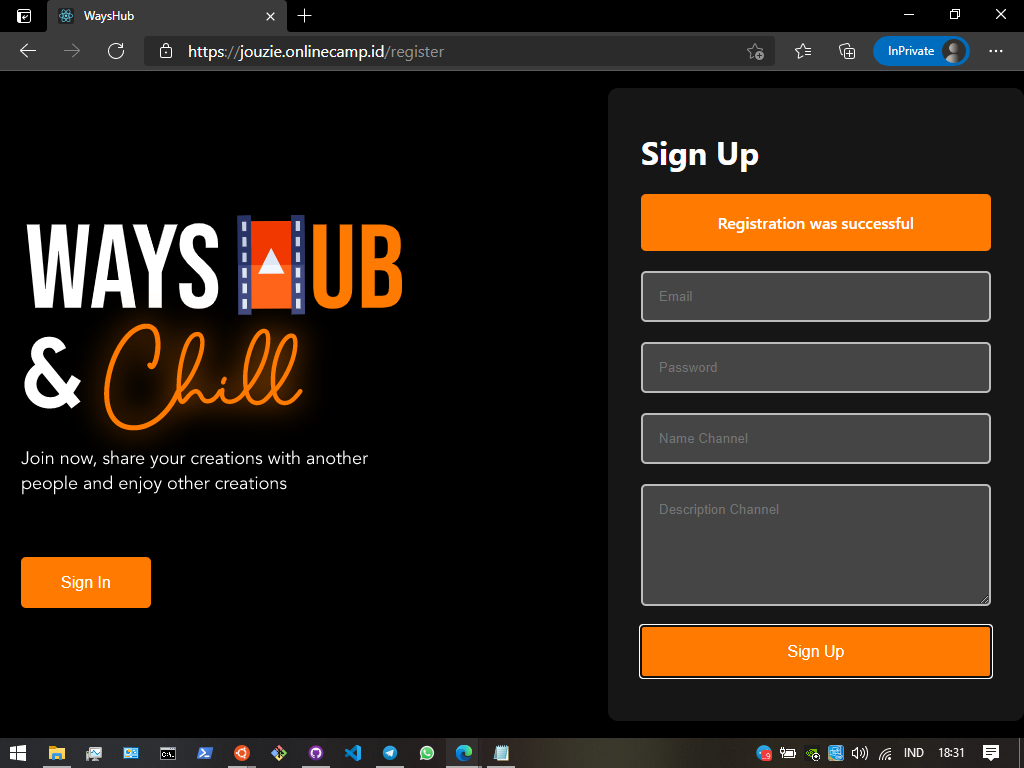 WaysHub
https://jouzie.onlinecamp.id/register
InPrivate
WAYS HUB
& Chill
Join now, share your creations with another
people and enjoy other creations
Sign In
Sign Up
Registration was successful
Email
Password
Name Channel
Description Channel
Sign Up
IND
18:31